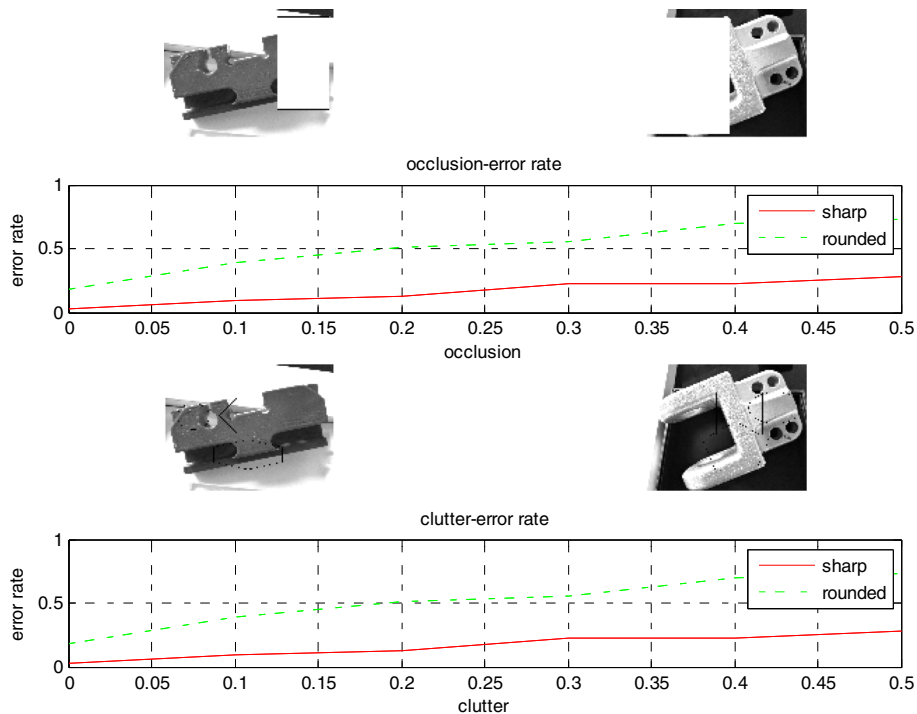 occlusion-error rate
error rate
1
0.5
0
sharp
rounded
0 0.05 0.1 0.15 0.2 0.25 0.3 0.35 0.4 0.45 0.5
occlusion
clutter-error rate
error rate
1
0.5
0
sharp
rounded
0 0.05 0.1 0.15 0.2 0.25 0.3 0.35 0.4 0.45 0.5
clutter